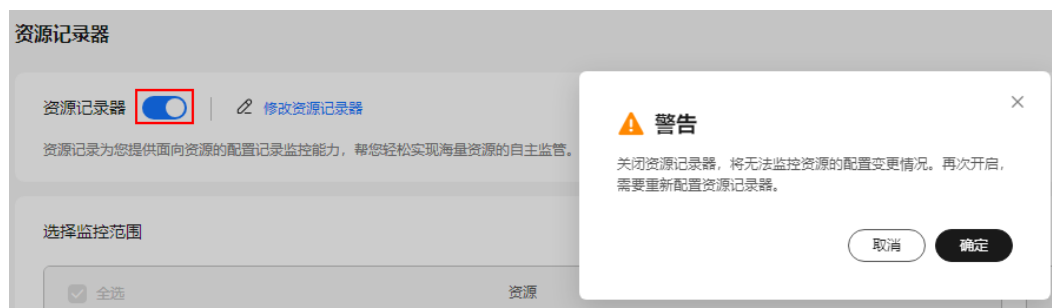 资源记录器
资源记录器
修改资源记录器
资源记录为您提供面向资源的配置记录监控能力，帮您轻松实现海量资源的自主监管。
选择监控范围
全选
资源
警告
关闭资源记录器，将无法监控资源的配置变更情况。再次开启，
需要重新配置资源记录器。
取消
确定